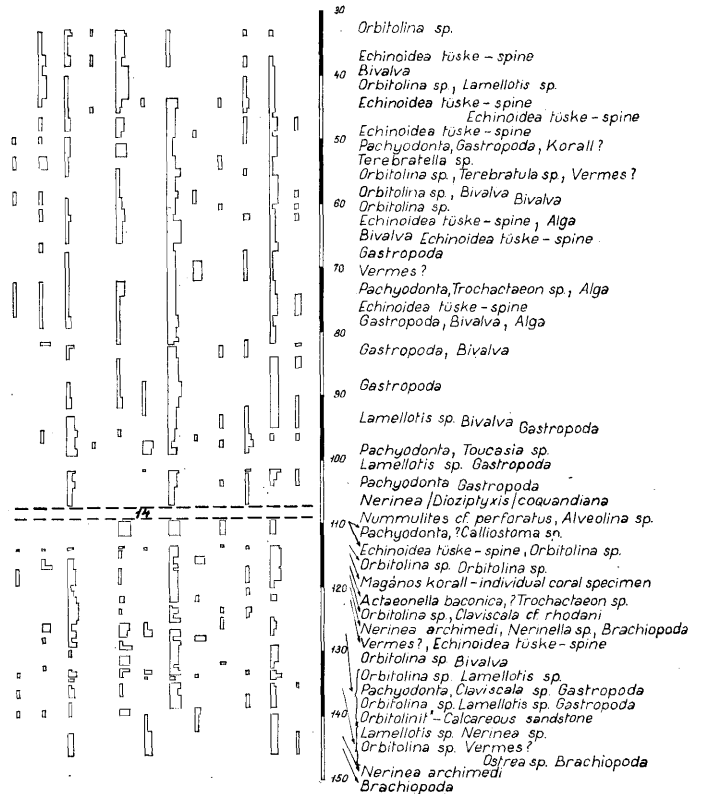 30
Orbitolina sp.
Echinoidea tüske - spine
40
Bivalva
Orbitolina sp., Lamellotis sp.
Echinoidea tüske - spine
Echinoidea tüske - spine
50
Echinoidea tüske - spine
Pachyodonta, Gastropoda, Korall?
Terebratella sp.
Orbitolina sp., Terebratula sp., Vermes?
Orbitolina sp., Bivalva Bivalva
60
Orbitolina sp.
Echinoidea tüske - spine, Alga
Bivalva Echinoidea tüske - spine
Gastropoda
70
Vermes?
Pachyodonta, Trochactaeon sp., Alga
Echinoidea tüske - spine
Gastropoda, Bivalva, Alga
80
Gastropoda, Bivalva
90
Gastropoda
Lamellotis sp. Bivalva Gastropoda
Pachyodonta, Toucasia sp.
100
Lamellotis sp. Gastropoda
Pachyodonta Gastropoda
Nerinea /Dioziptyxis/ coquandiana
14
110
Nummulites cf. perforatus, Alveolina sp.
Pachyodonta, ?Calliostoma sp.
Echinoidea tüske - spine, Orbitolina sp.
Orbitolina sp. Orbitolina sp.
120
Magános korall - individual coral specimen
Actaeonella baconica, ?Trochactaeon sp.
Orbitolina sp., Claviscala cf. rhodani
Nerinea archimedi, Nerinella sp., Brachiopoda
130
Vermes?, Echinoidea tüske - spine
Orbitolina sp. Bivalva
Orbitolina sp. Lamellotis sp.
Pachyodonta, Claviscala sp. Gastropoda
Orbitolina sp. Lamellotis sp. Gastropoda
140
Orbitolinit - Calcareous sandstone
Lamellotis sp. Nerinea sp.
Orbitolina sp. Vermes?
Ostrea sp. Brachiopoda
150
Nerinea archimedi
Brachiopoda